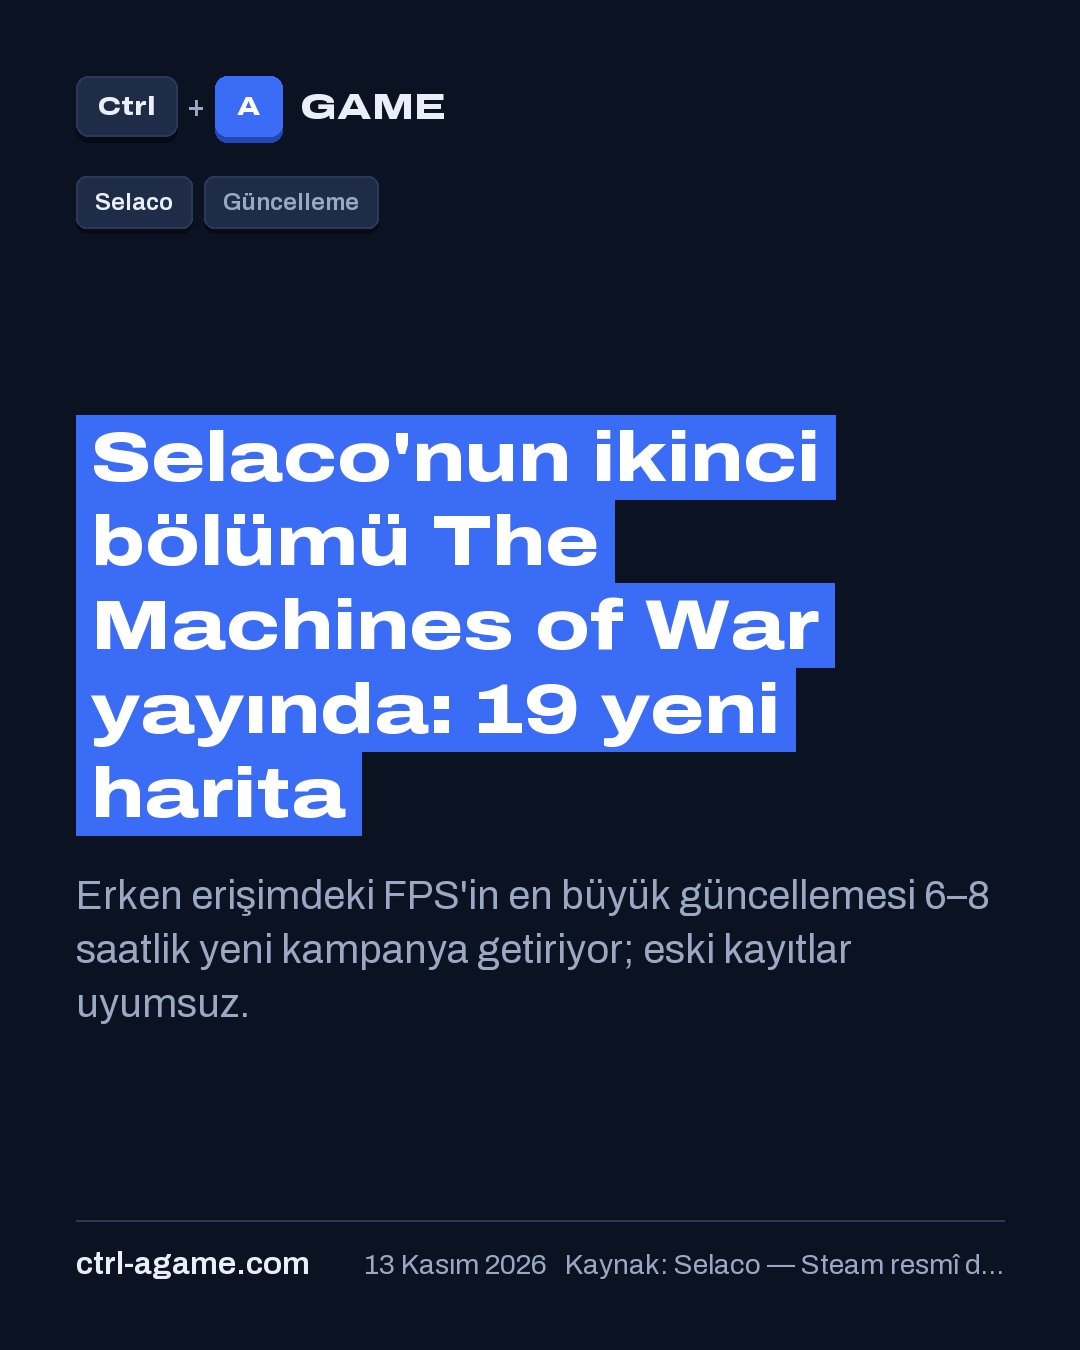 Ctrl + A GAME
Selaco Güncelleme
Selaco'nun ikinci
bölümü The
Machines of War
yayında: 19 yeni
harita
Erken erişimdeki FPS'in en büyük güncellemesi 6–8
saatlik yeni kampanya getiriyor; eski kayıtlar
uyumsuz.
ctrl-agame.com 13 Kasım 2026 Kaynak: Selaco — Steam resmî d…